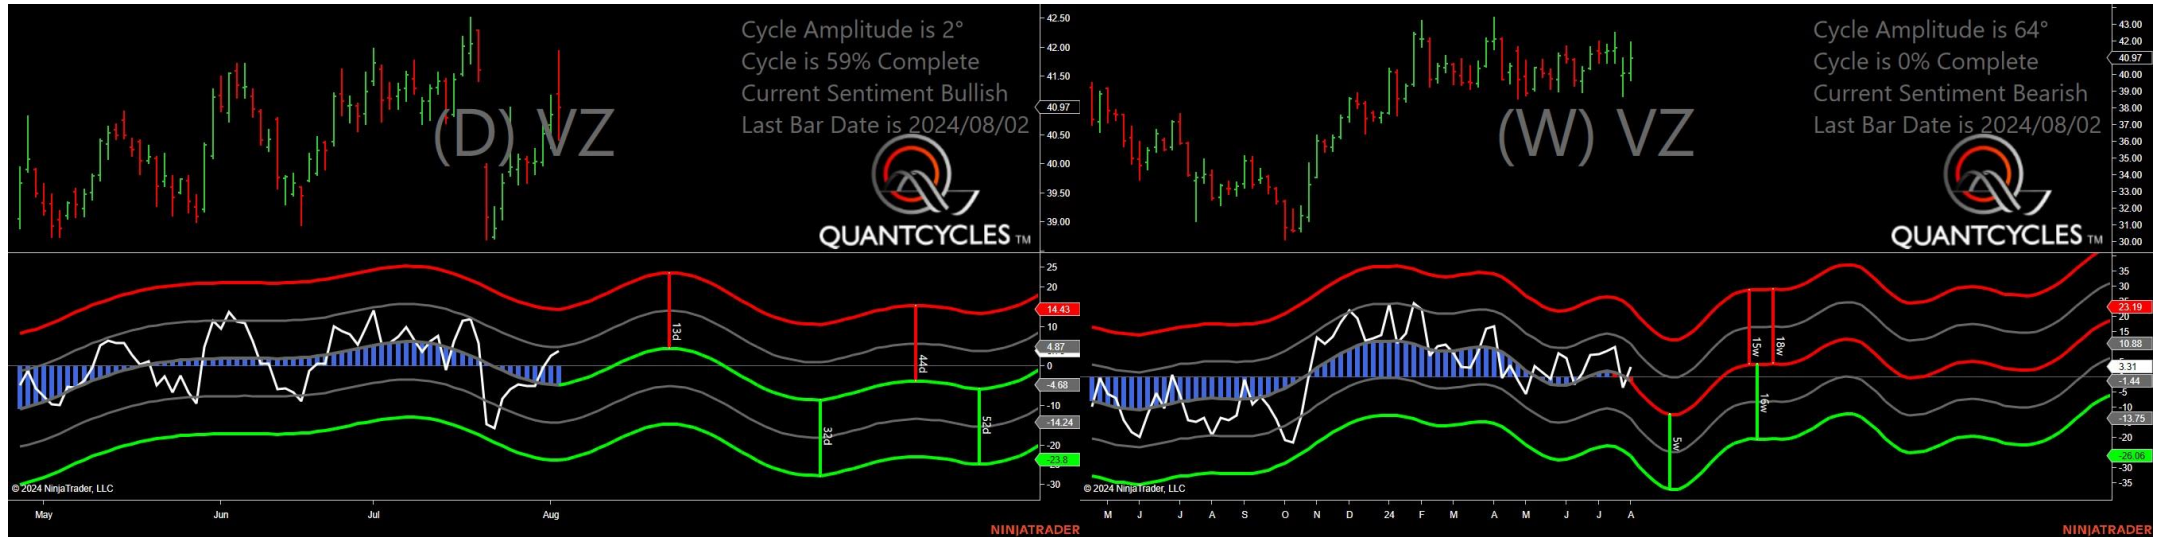 Cycle Amplitude is 2°
Cycle is 59% Complete
Current Sentiment Bullish
Last Bar Date is 2024/08/02
(D) VZ
QUANTCYCLES TM
42.50
42.00
41.50
40.97
40.50
40.00
39.50
39.00
25
20
14.43
10
4.87
0
-4.68
-10
-14.24
-20
-23.8
-30
13d
32d
44d
52d
© 2024 NinjaTrader, LLC
May Jun Jul Aug
NINJATRADER
Cycle Amplitude is 64°
Cycle is 0% Complete
Current Sentiment Bearish
Last Bar Date is 2024/08/02
(W) VZ
QUANTCYCLES TM
43.00
42.00
40.97
40.00
39.00
38.00
37.00
36.00
35.00
34.00
33.00
32.00
31.00
30.00
35
30
23.19
20
15
10.88
3.31
-1.44
-5
-10
-13.75
-20
-26.06
-30
-35
5w
15w
16w
18w
© 2024 NinjaTrader, LLC
M J J A S O N D 24 F M A M J J A
NINJATRADER